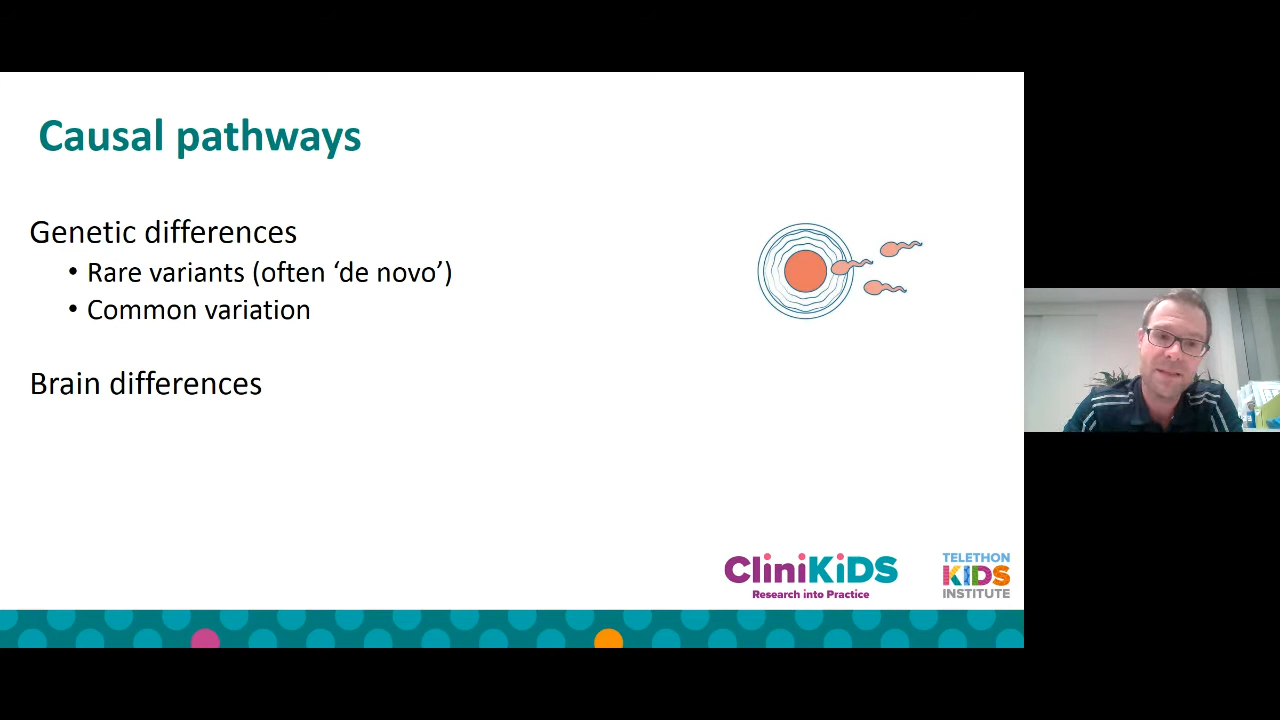 Causal pathways
Genetic differences
• Rare variants (often ‘de novo’)
• Common variation
Brain differences
CliniKiDS
Research into Practice
TELETHON
KIDS
INSTITUTE